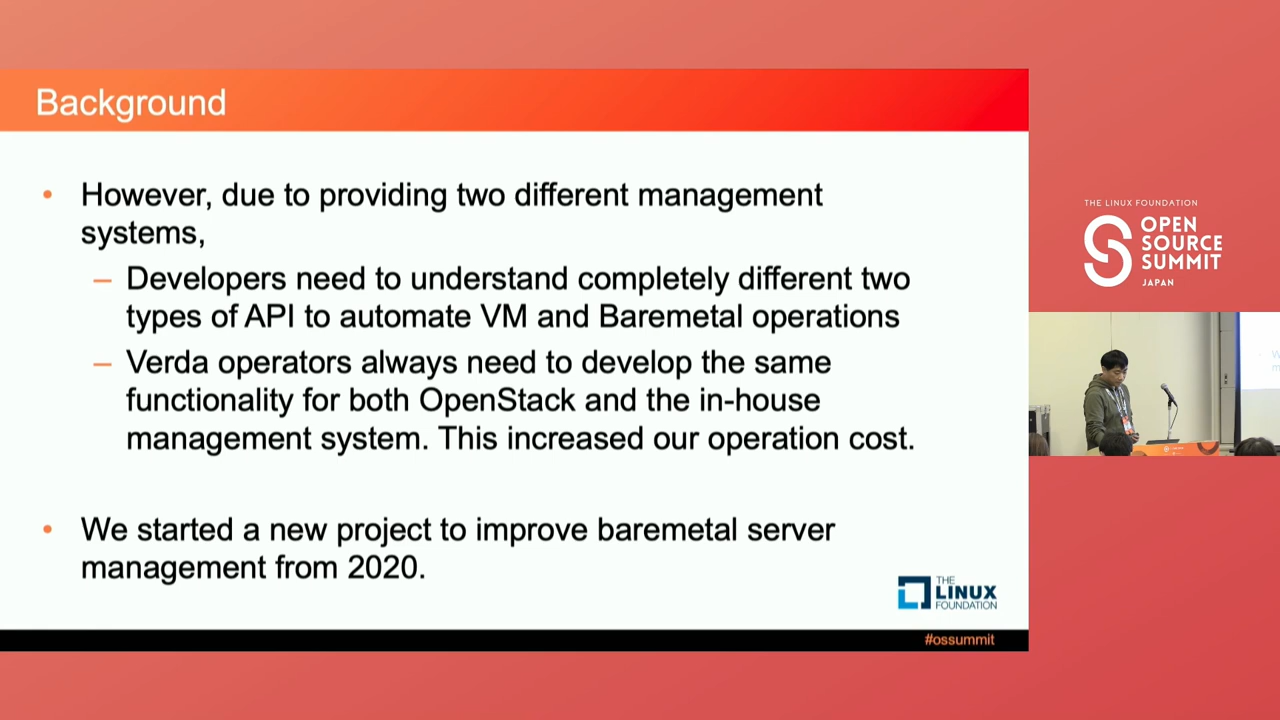 Background
• However, due to providing two different management
systems,
– Developers need to understand completely different two
types of API to automate VM and Baremetal operations
– Verda operators always need to develop the same
functionality for both OpenStack and the in-house
management system. This increased our operation cost.
• We started a new project to improve baremetal server
management from 2020.
THE
LINUX
FOUNDATION
#ossummit
THE LINUX FOUNDATION
OPEN
SOURCE
SUMMIT
JAPAN